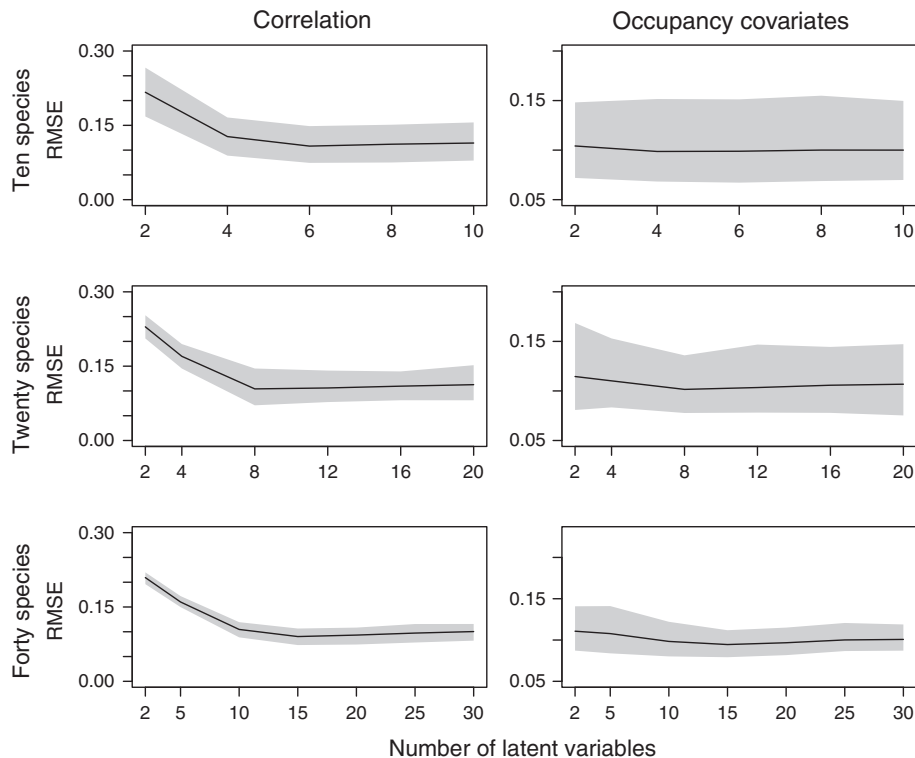 Correlation
Occupancy covariates
Ten species
RMSE
0.30
0.15
0.00
2 4 6 8 10
0.15
0.05
2 4 6 8 10
Twenty species
RMSE
0.30
0.15
0.00
2 4 8 12 16 20
0.15
0.05
2 4 8 12 16 20
Forty species
RMSE
0.30
0.15
0.00
2 5 10 15 20 25 30
0.15
0.05
2 5 10 15 20 25 30
Number of latent variables